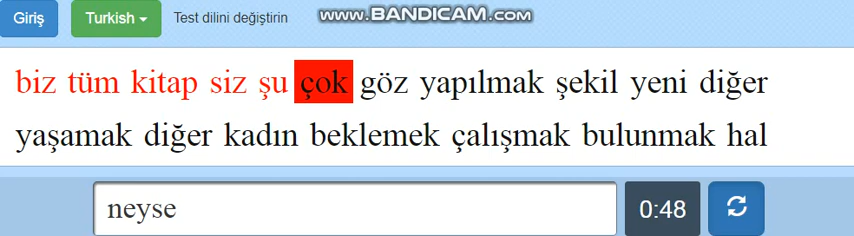 Giriş Turkish Test dilini değiştirin www.BANDICAM.com
biz tüm kitap siz şu çok göz yapılmak şekil yeni diğer
yaşamak diğer kadın beklemek çalışmak bulunmak hal
neyse 0:48